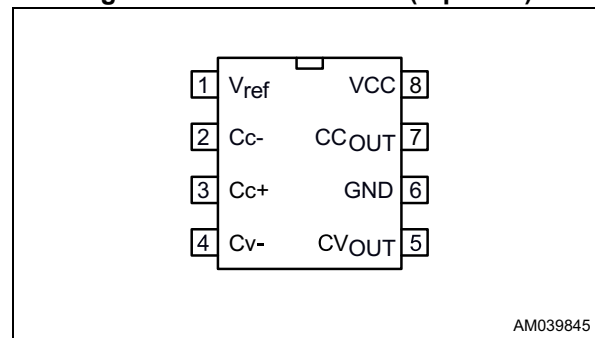 1 Vref VCC 8
2 Cc- CCOUT 7
3 Cc+ GND 6
4 Cv- CVOUT 5
AM039845